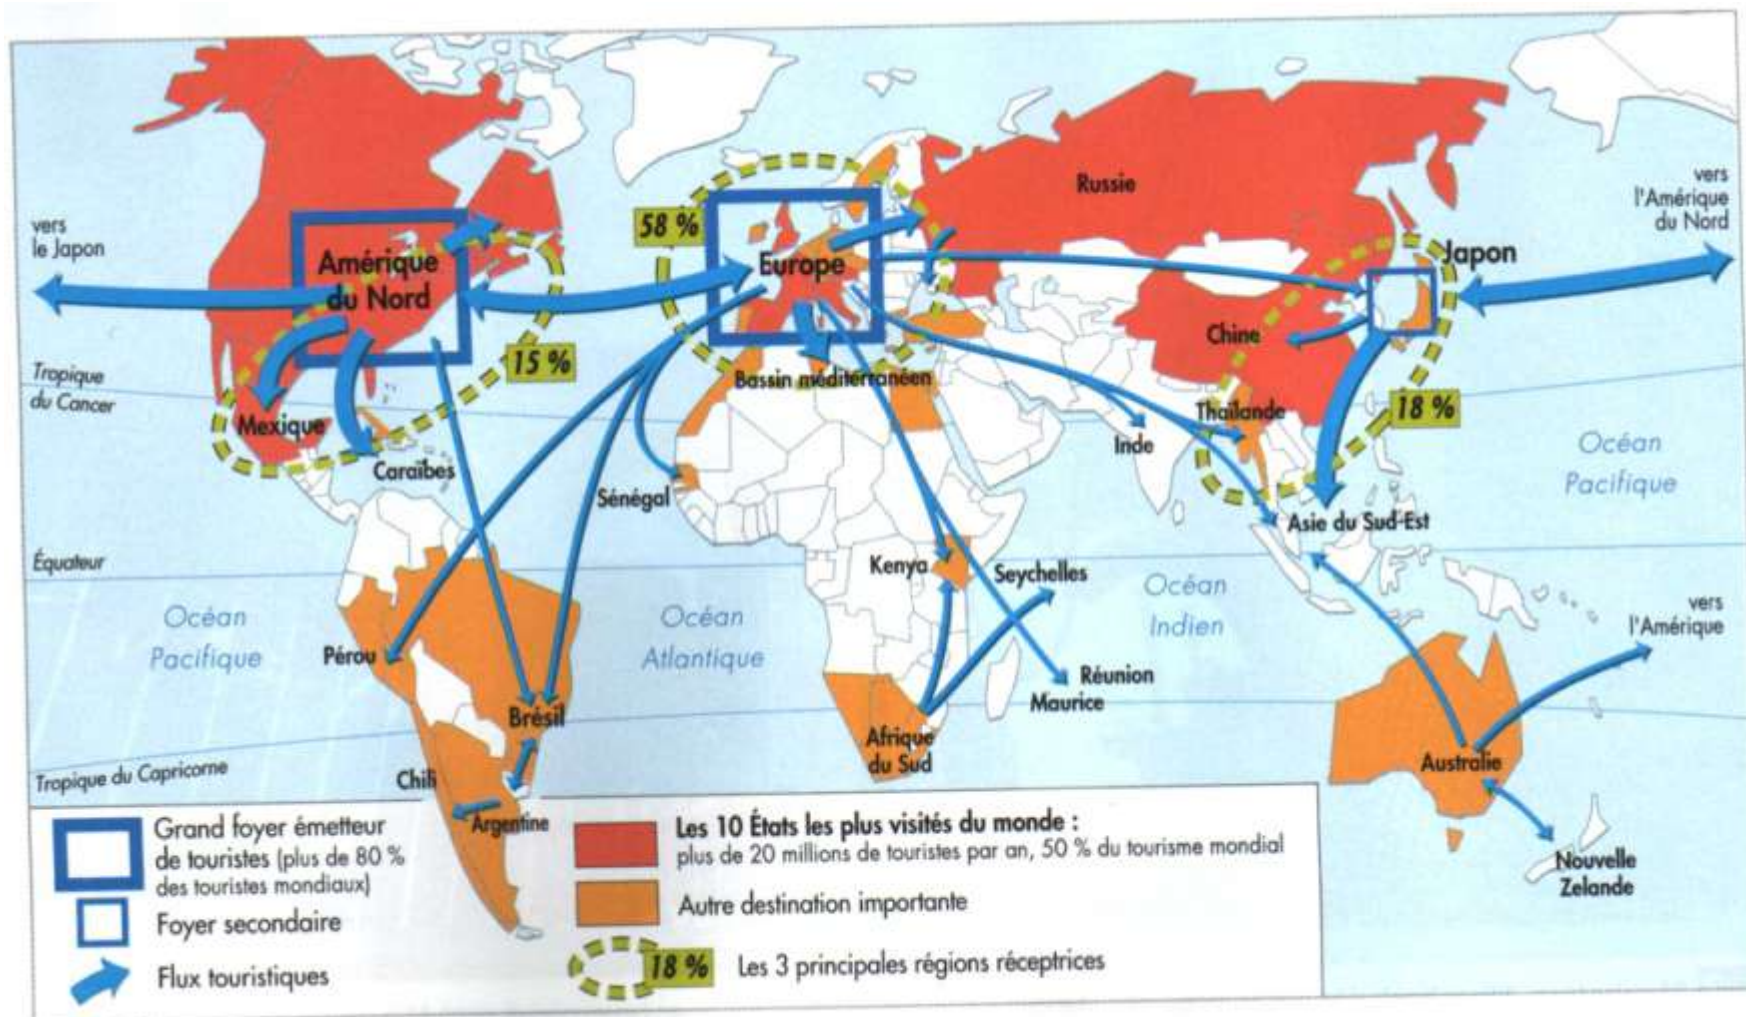 Russie
vers
l'Amérique
du Nord
58 %
vers
le Japon
Amérique
du Nord
Europe
Japon
Chine
15 %
Tropique
du Cancer
Bassin méditerranéen
18 %
Mexique
Thaïlande
Inde
Caraïbes
Sénégal
Océan
Pacifique
Asie du Sud-Est
Équateur
Kenya
Seychelles
Océan
Pacifique
Océan
Atlantique
Océan
Indien
vers
l'Amérique
Pérou
Réunion
Maurice
Brésil
Afrique
du Sud
Australie
Tropique du Capricorne
Chili
Argentine
Nouvelle
Zelande
Grand foyer émetteur
de touristes (plus de 80 %
des touristes mondiaux)
Foyer secondaire
Flux touristiques
Les 10 États les plus visités du monde :
plus de 20 millions de touristes par an, 50 % du tourisme mondial
Autre destination importante
18 %
Les 3 principales régions réceptrices